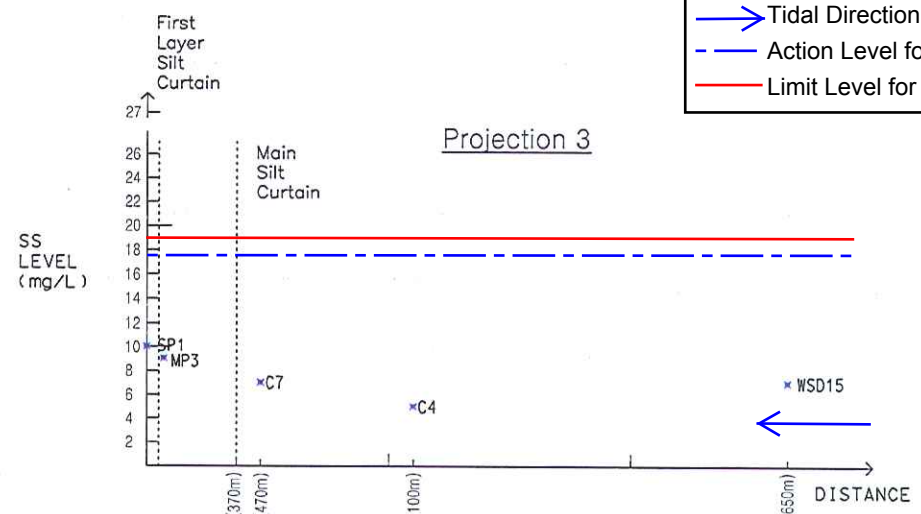 First
Layer
Silt
Curtain
Tidal Direction
Action Level fo
Limit Level for
Projection 3
Main
Silt
Curtain
SS
LEVEL
(mg/L)
27
26
24
22
20
18
16
14
12
10
8
6
4
2
SP1
MP3
C7
C4
WSD15
370m)
470m)
100m)
650m)
DISTANCE